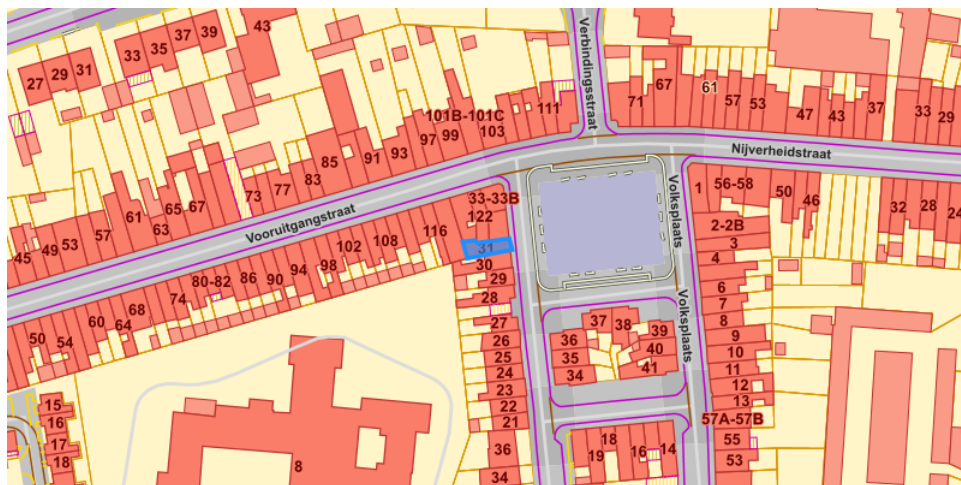 27 29 31 33 35 37 39 43
Verbindingsstraat
101B-101C
97 99 103 111
85 91 93
73 77 83
61 65 67
63
45 49 53 57
Vooruitgangstraat
71 67 61 57 53 47 43 37 33 29
Nijverheidstraat
Volksplaats
1 56-58 50 46
2-2B
32 28 24
3
4
6
7
8
9
10
11
12
13
57A-57B
55
53
Volksplaats
33-33B
122
31
30
29
28
27
26
25
24
23
22
21
36
34
116
108
102
98
94
90
86
80-82
74
68
64
60
54
50
37 38 39
36 40
35 41
34
18
19 16 14
15
16
17
18
8